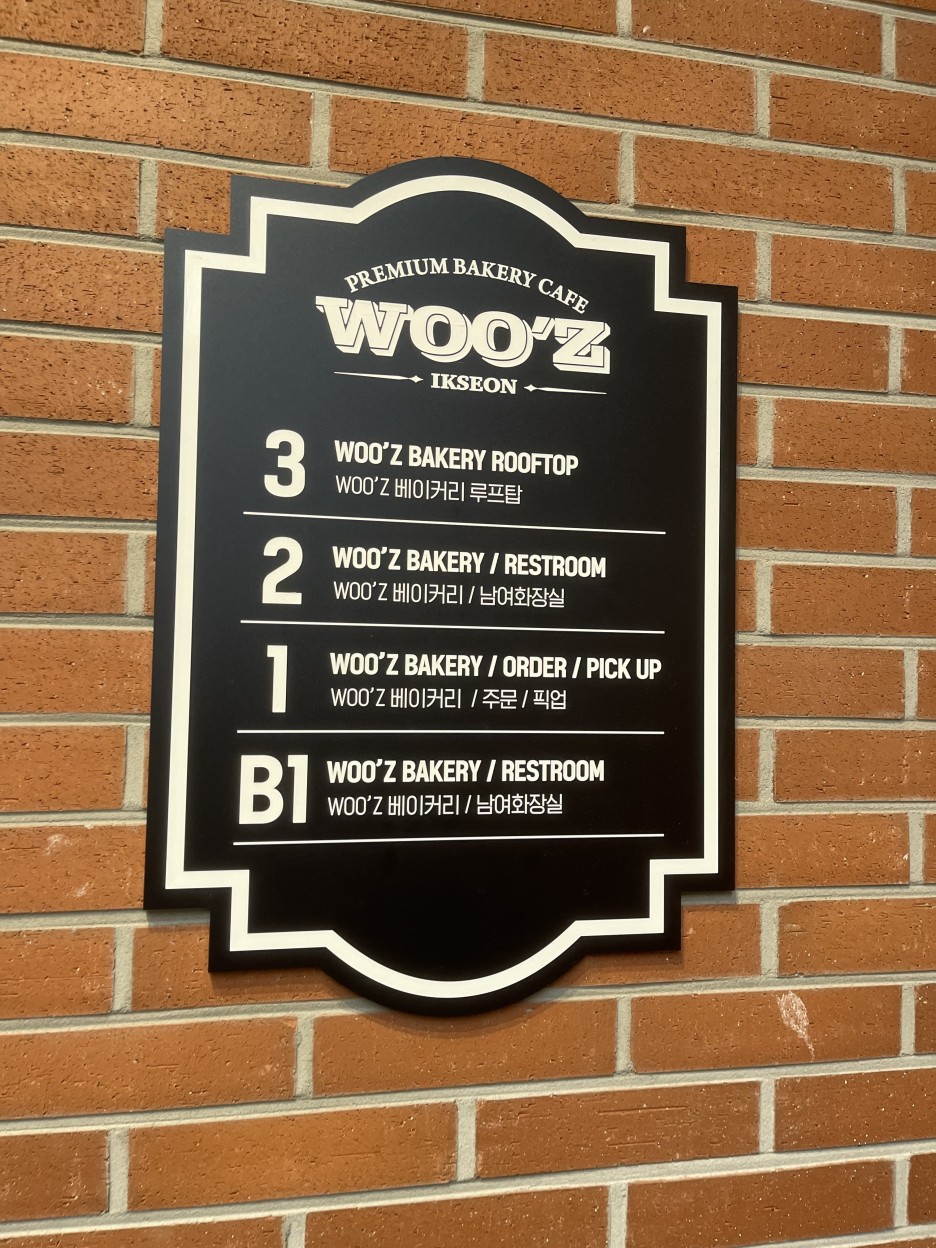 PREMIUM BAKERY CAFE
WOO'Z
IKSEON
3
WOO'Z BAKERY ROOFTOP
WOO'Z 베이커리 루프탑
2
WOO'Z BAKERY / RESTROOM
WOO'Z 베이커리 / 남여화장실
1
WOO'Z BAKERY / ORDER / PICK UP
WOO'Z 베이커리 / 주문 / 픽업
B1
WOO'Z BAKERY / RESTROOM
WOO'Z 베이커리 / 남여화장실